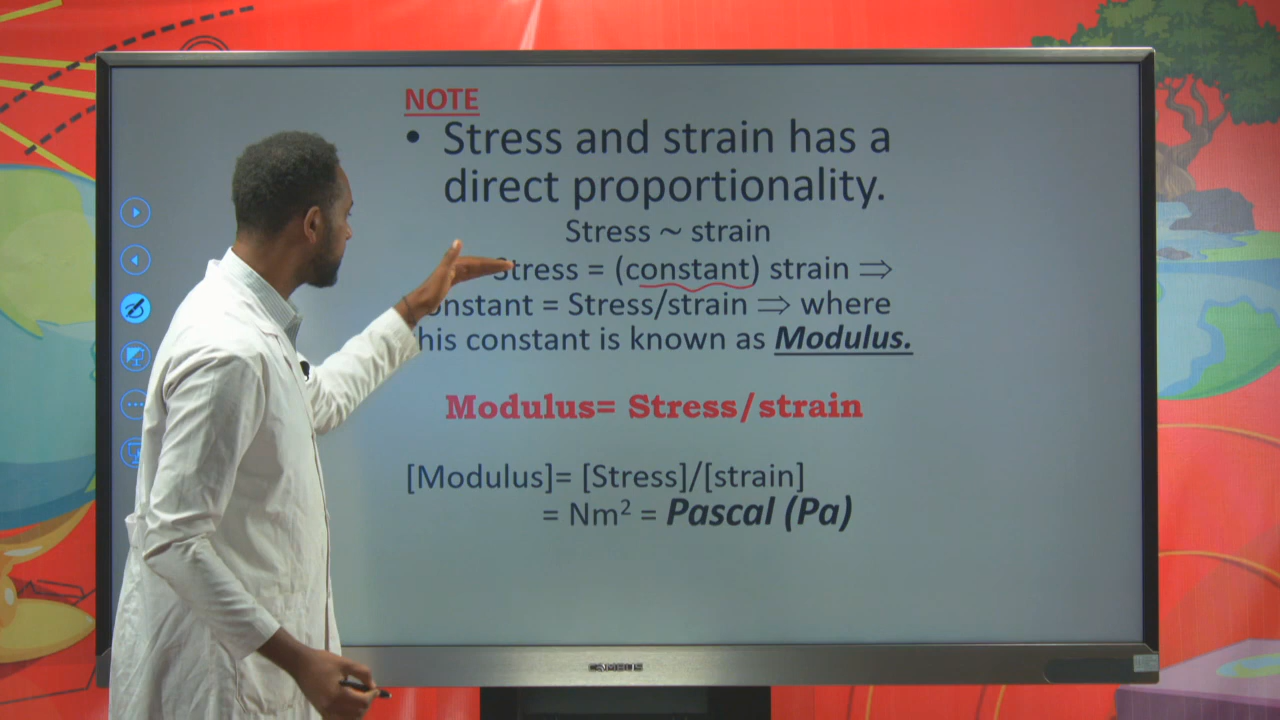 NOTE
• Stress and strain has a
direct proportionality.
Stress ~ strain
Stress = (constant) strain ⇒
onstant = Stress/strain ⇒ where
his constant is known as Modulus.
Modulus= Stress/strain
[Modulus]= [Stress]/[strain]
= Nm² = Pascal (Pa)